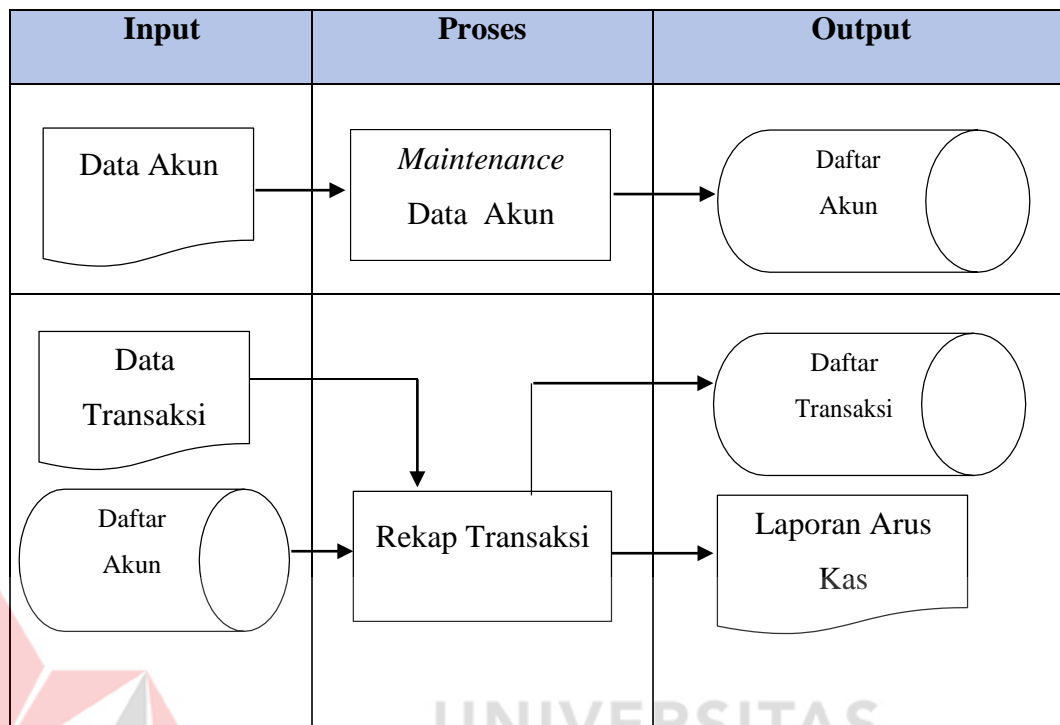 Input
Proses
Output
Data Akun
Maintenance
Data Akun
Daftar
Akun
Data
Transaksi
Daftar
Transaksi
Daftar
Akun
Rekap Transaksi
Laporan Arus
Kas
UNIVERSITAS